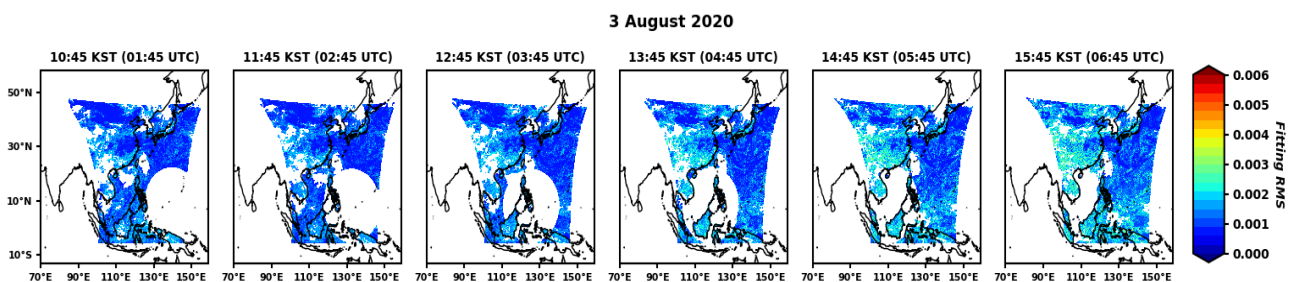 3 August 2020
10:45 KST (01:45 UTC) 11:45 KST (02:45 UTC) 12:45 KST (03:45 UTC) 13:45 KST (04:45 UTC) 14:45 KST (05:45 UTC) 15:45 KST (06:45 UTC)
50°N
30°N
10°N
10°S
70°E 90°E 110°E 130°E 150°E 70°E 90°E 110°E 130°E 150°E 70°E 90°E 110°E 130°E 150°E 70°E 90°E 110°E 130°E 150°E 70°E 90°E 110°E 130°E 150°E 70°E 90°E 110°E 130°E 150°E
0.006
0.005
0.004
0.003
0.002
0.001
0.000
Fitting RMS